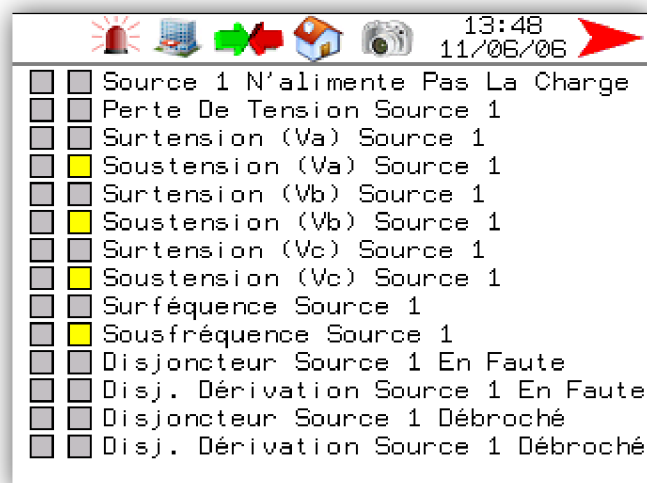 13:48
11/06/06
Source 1 N'alimente Pas La Charge
Perte De Tension Source 1
Surtension (Va) Source 1
Soustension (Va) Source 1
Surtension (Vb) Source 1
Soustension (Vb) Source 1
Surtension (Vc) Source 1
Soustension (Vc) Source 1
Surféquence Source 1
Sousfréquence Source 1
Disjoncteur Source 1 En Faute
Disj. Dérivation Source 1 En Faute
Disjoncteur Source 1 Débroché
Disj. Dérivation Source 1 Débroché